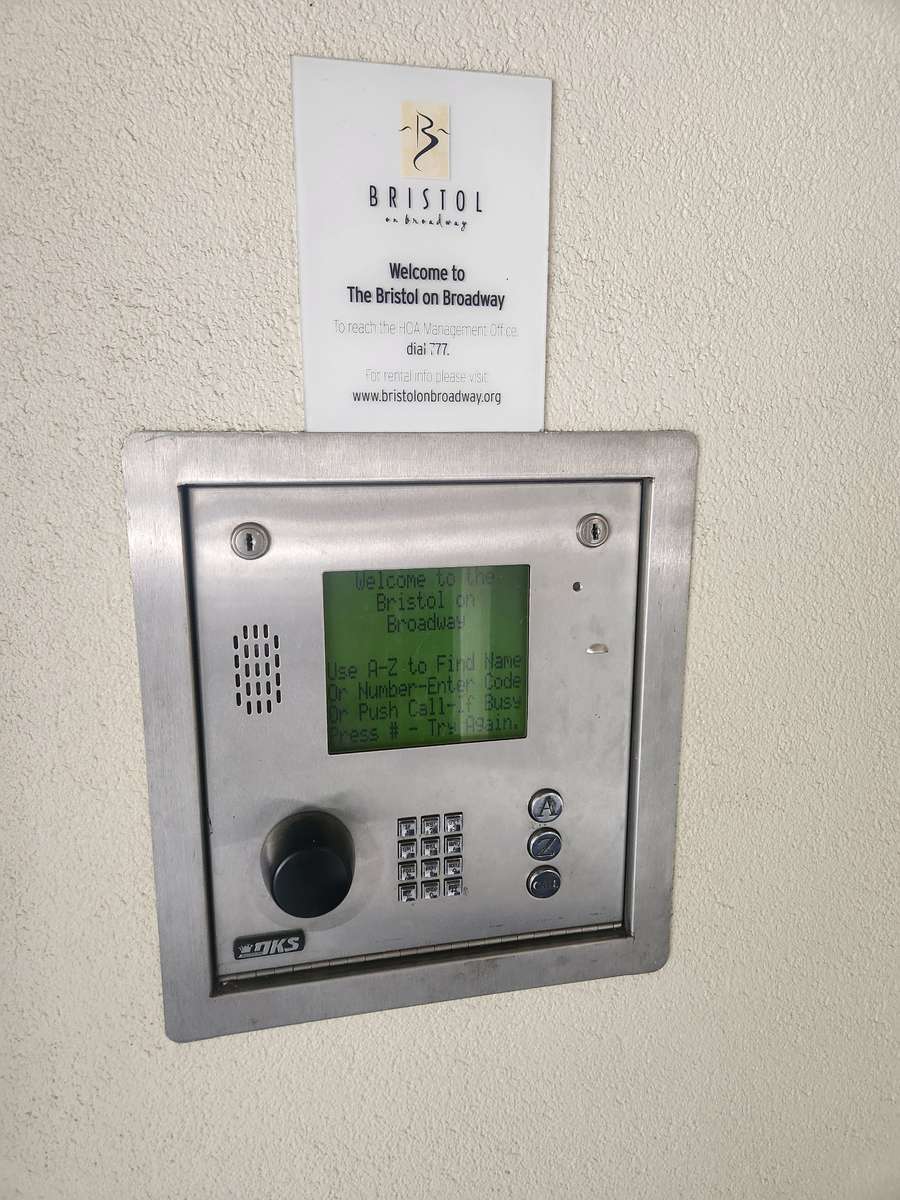 B
BRISTOL
on broadway
Welcome to
The Bristol on Broadway
To reach the HOA Management Office,
dial 777.
For rental info please visit
www.bristolonbroadway.org
Welcome to the
Bristol on
Broadway
Use A-Z to Find Name
Or Number-Enter Code
Or Push Call-If Busy
Press # - Try Again.
A
Z
CALL
DKS